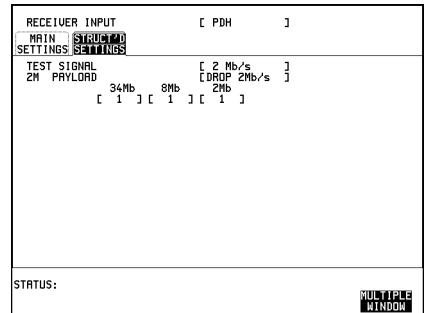 RECEIVER INPUT [ PDH ]
MAIN STRUCT'D
SETTINGS SETTINGS
TEST SIGNAL [ 2 Mb/s ]
2M PAYLOAD [DROP 2Mb/s ]
34Mb 8Mb 2Mb
[ 1 ] [ 1 ] [ 1 ]
STATUS:
MULTIPLE
WINDOW